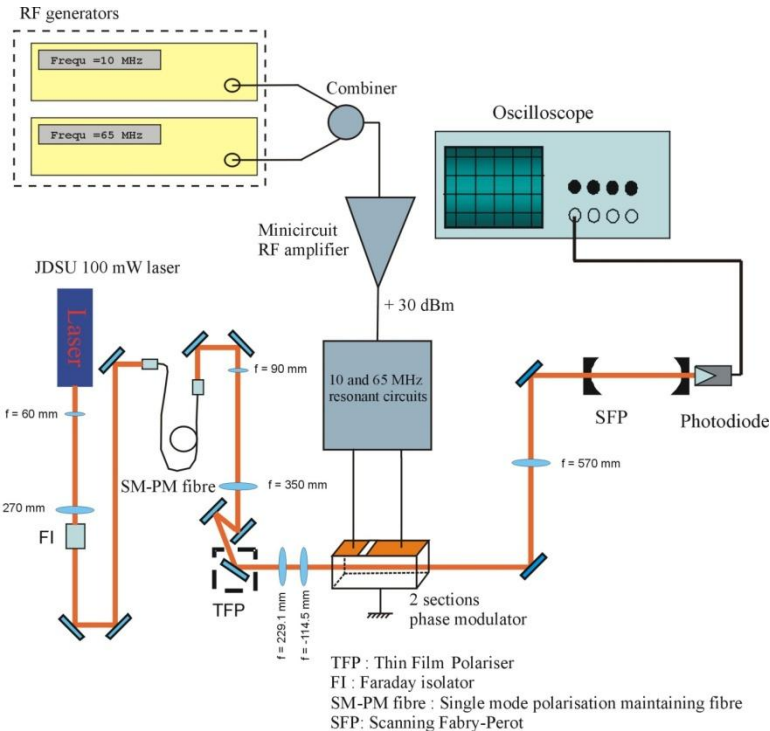 RF generators
Frequ =10 MHz
Frequ =65 MHz
Combiner
Oscilloscope
Minicircuit
RF amplifier
JDSU 100 mW laser
Laser
+ 30 dBm
f = 60 mm
f = 90 mm
10 and 65 MHz
resonant circuits
SFP
Photodiode
SM-PM fibre
f = 350 mm
f = 570 mm
270 mm
FI
TFP
f = 229.1 mm
f = -114.5 mm
2 sections
phase modulator
TFP : Thin Film Polariser
FI : Faraday isolator
SM-PM fibre : Single mode polarisation maintaining fibre
SFP: Scanning Fabry-Perot